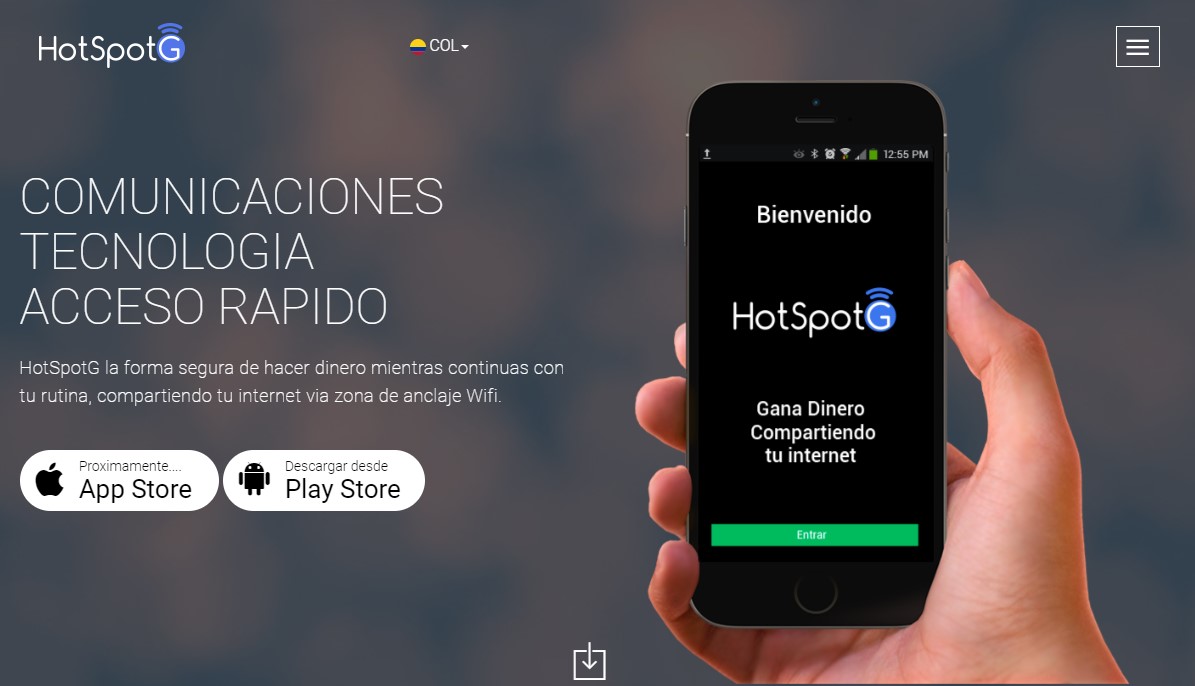 HotSpotG
COL
COMUNICACIONES
TECNOLOGIA
ACCESO RAPIDO
HotSpotG la forma segura de hacer dinero mientras continuas con
tu rutina, compartiendo tu internet via zona de anclaje Wifi.
Proximamente....
App Store
Descargar desde
Play Store
12:55 PM
Bienvenido
HotSpotG
Gana Dinero
Compartiendo
tu internet
Entrar